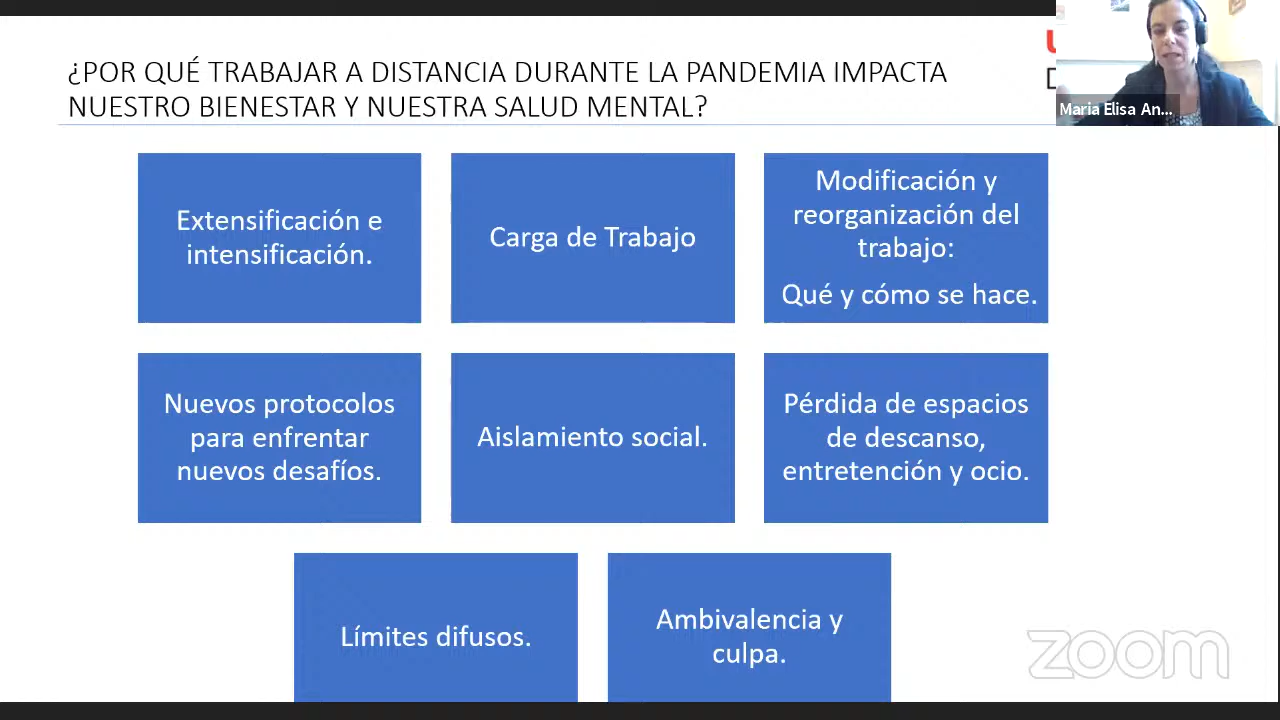 ¿POR QUÉ TRABAJAR A DISTANCIA DURANTE LA PANDEMIA IMPACTA
NUESTRO BIENESTAR Y NUESTRA SALUD MENTAL?
Maria Elisa An...
Extensificación e
intensificación.
Carga de Trabajo
Modificación y
reorganización del
trabajo:
Qué y cómo se hace.
Nuevos protocolos
para enfrentar
nuevos desafíos.
Aislamiento social.
Pérdida de espacios
de descanso,
entretención y ocio.
Límites difusos.
Ambivalencia y
culpa.
zoom